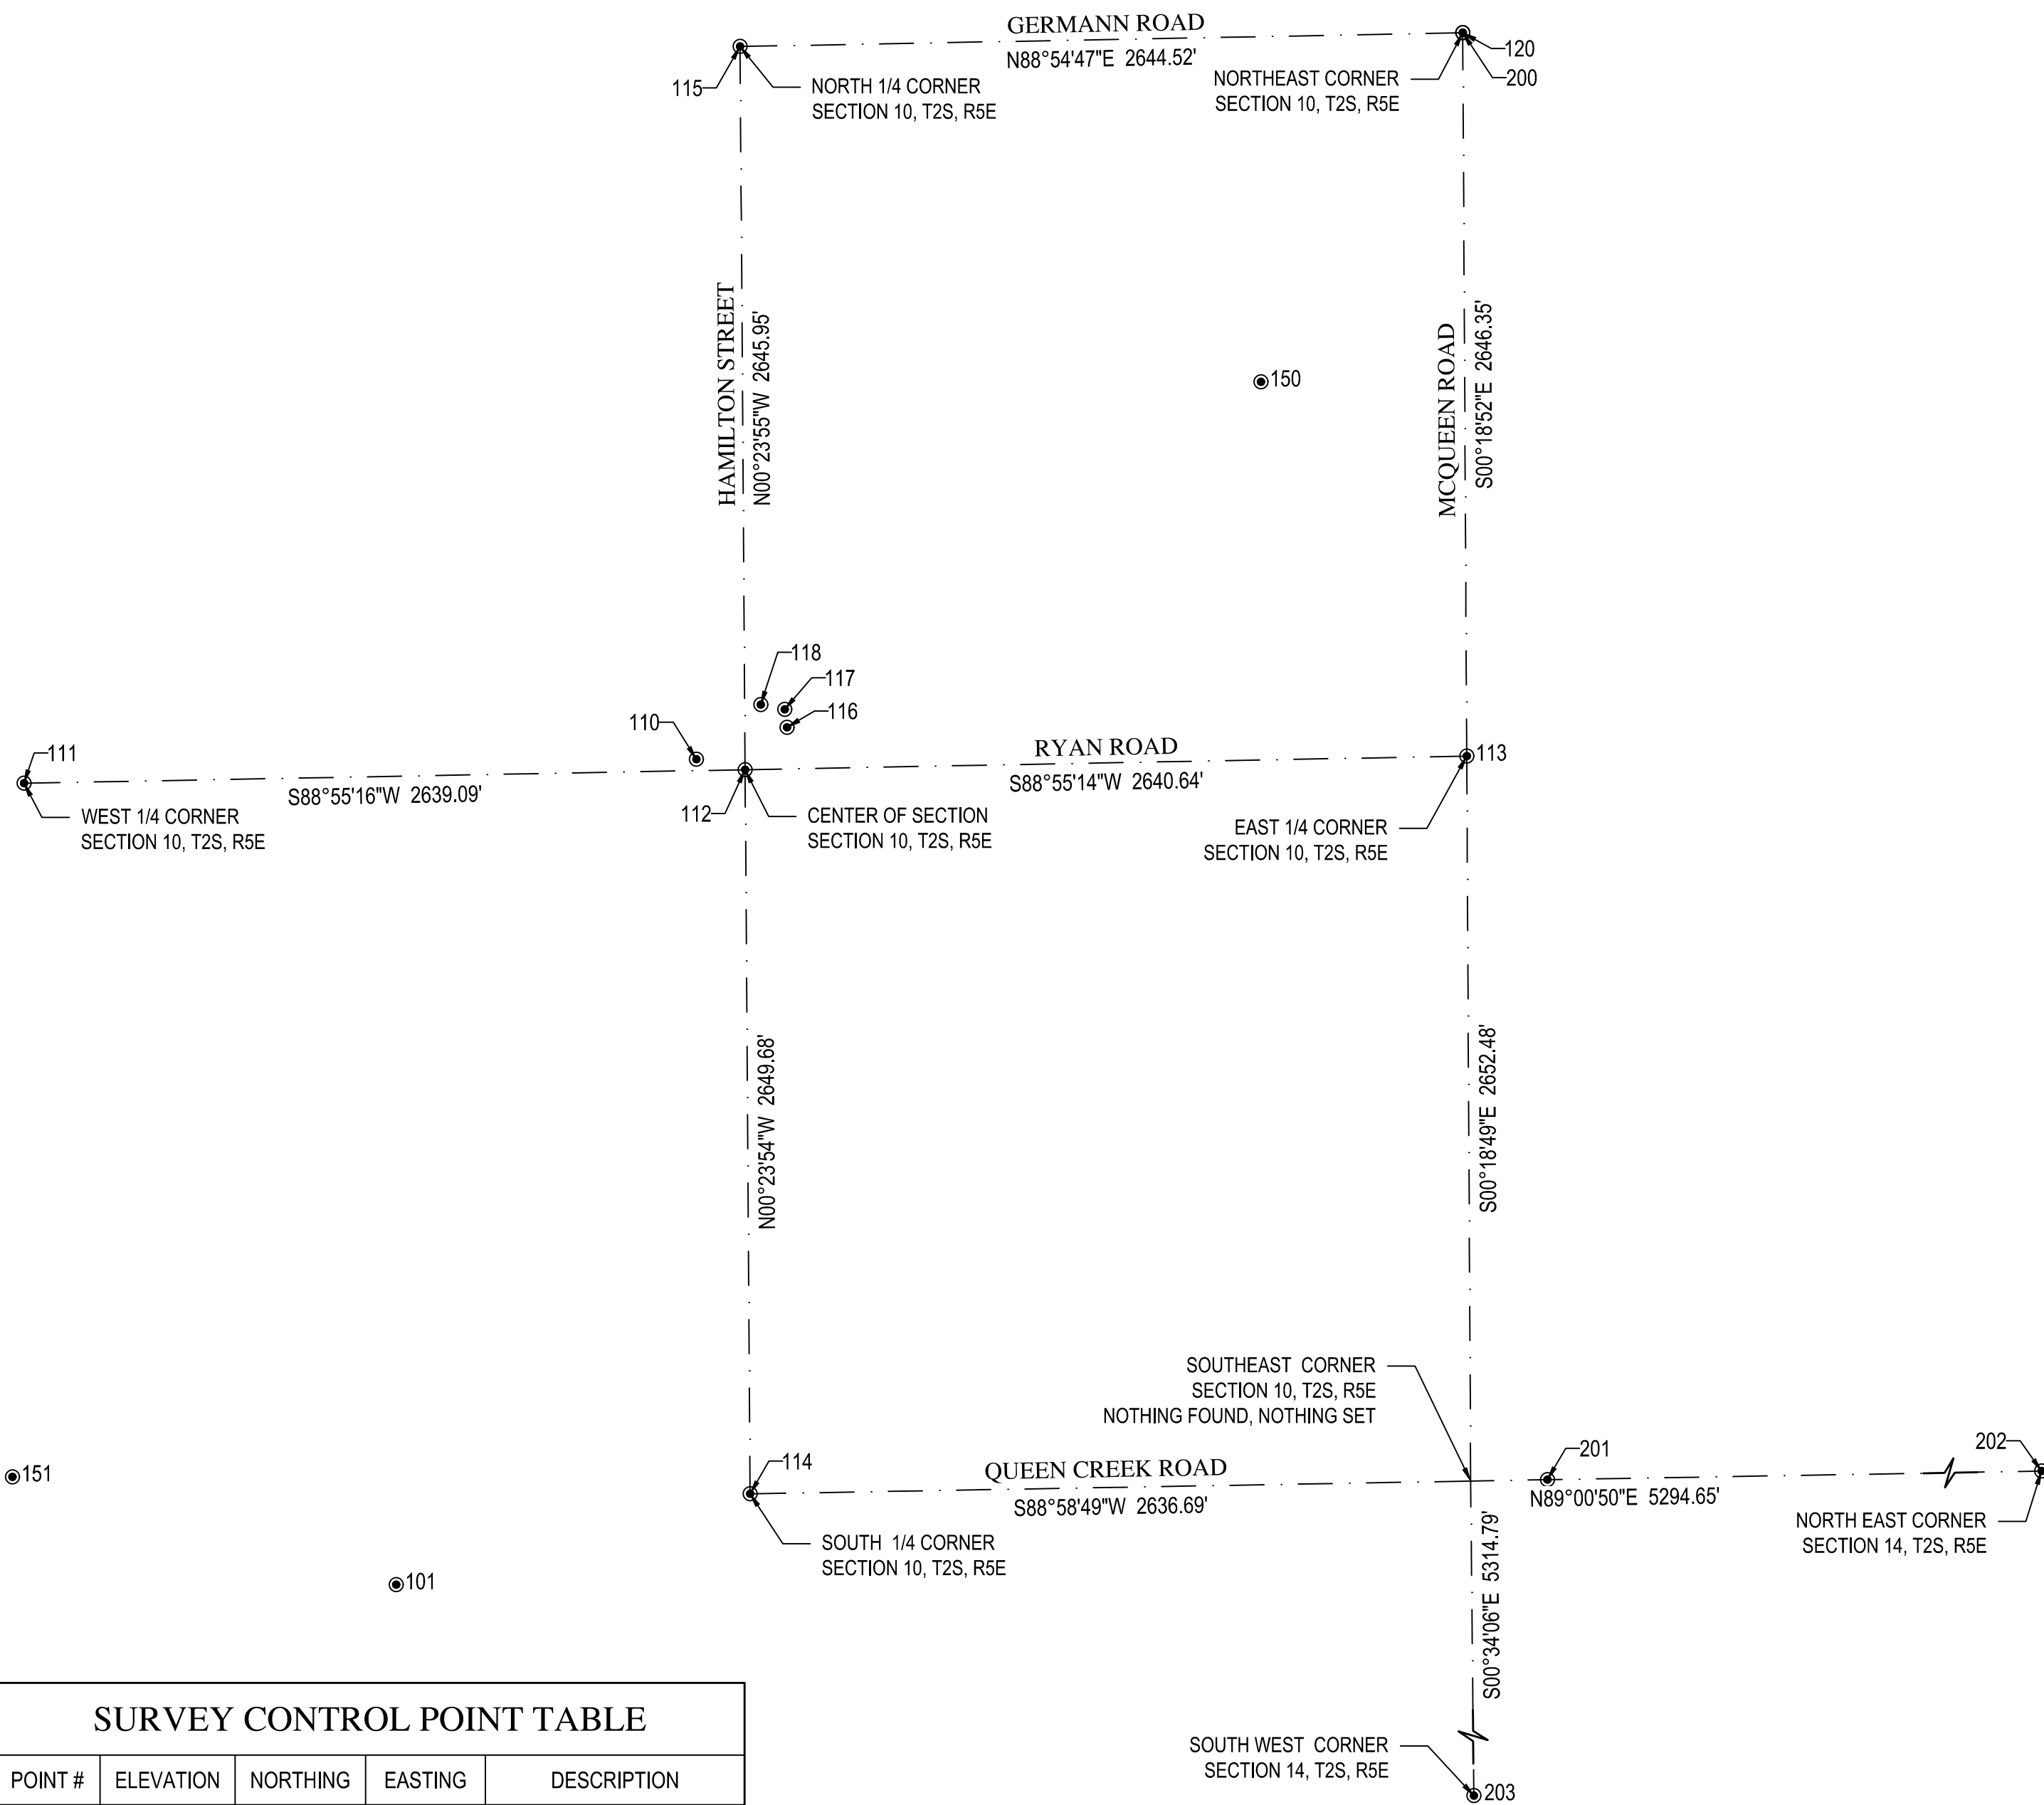 GERMANN ROAD
N88°54'47"E 2644.52'
115
NORTH 1/4 CORNER
SECTION 10, T2S, R5E
NORTHEAST CORNER
SECTION 10, T2S, R5E
120
200
HAMILTON STREET
N00°23'55"W 2645.95'
MCQUEEN ROAD
S00°18'52"E 2646.35'
150
118
117
116
110
111
WEST 1/4 CORNER
SECTION 10, T2S, R5E
S88°55'16"W 2639.09'
112
CENTER OF SECTION
SECTION 10, T2S, R5E
RYAN ROAD
S88°55'14"W 2640.64'
113
EAST 1/4 CORNER
SECTION 10, T2S, R5E
N00°23'54"W 2649.68'
S00°18'49"E 2652.48'
SOUTHEAST CORNER
SECTION 10, T2S, R5E
NOTHING FOUND, NOTHING SET
151
114
QUEEN CREEK ROAD
S88°58'49"W 2636.69'
SOUTH 1/4 CORNER
SECTION 10, T2S, R5E
201
N89°00'50"E 5294.65'
202
NORTH EAST CORNER
SECTION 14, T2S, R5E
101
S00°34'06"E 5314.79'
SOUTH WEST CORNER
SECTION 14, T2S, R5E
203
SURVEY CONTROL POINT TABLE
POINT # ELEVATION NORTHING EASTING DESCRIPTION